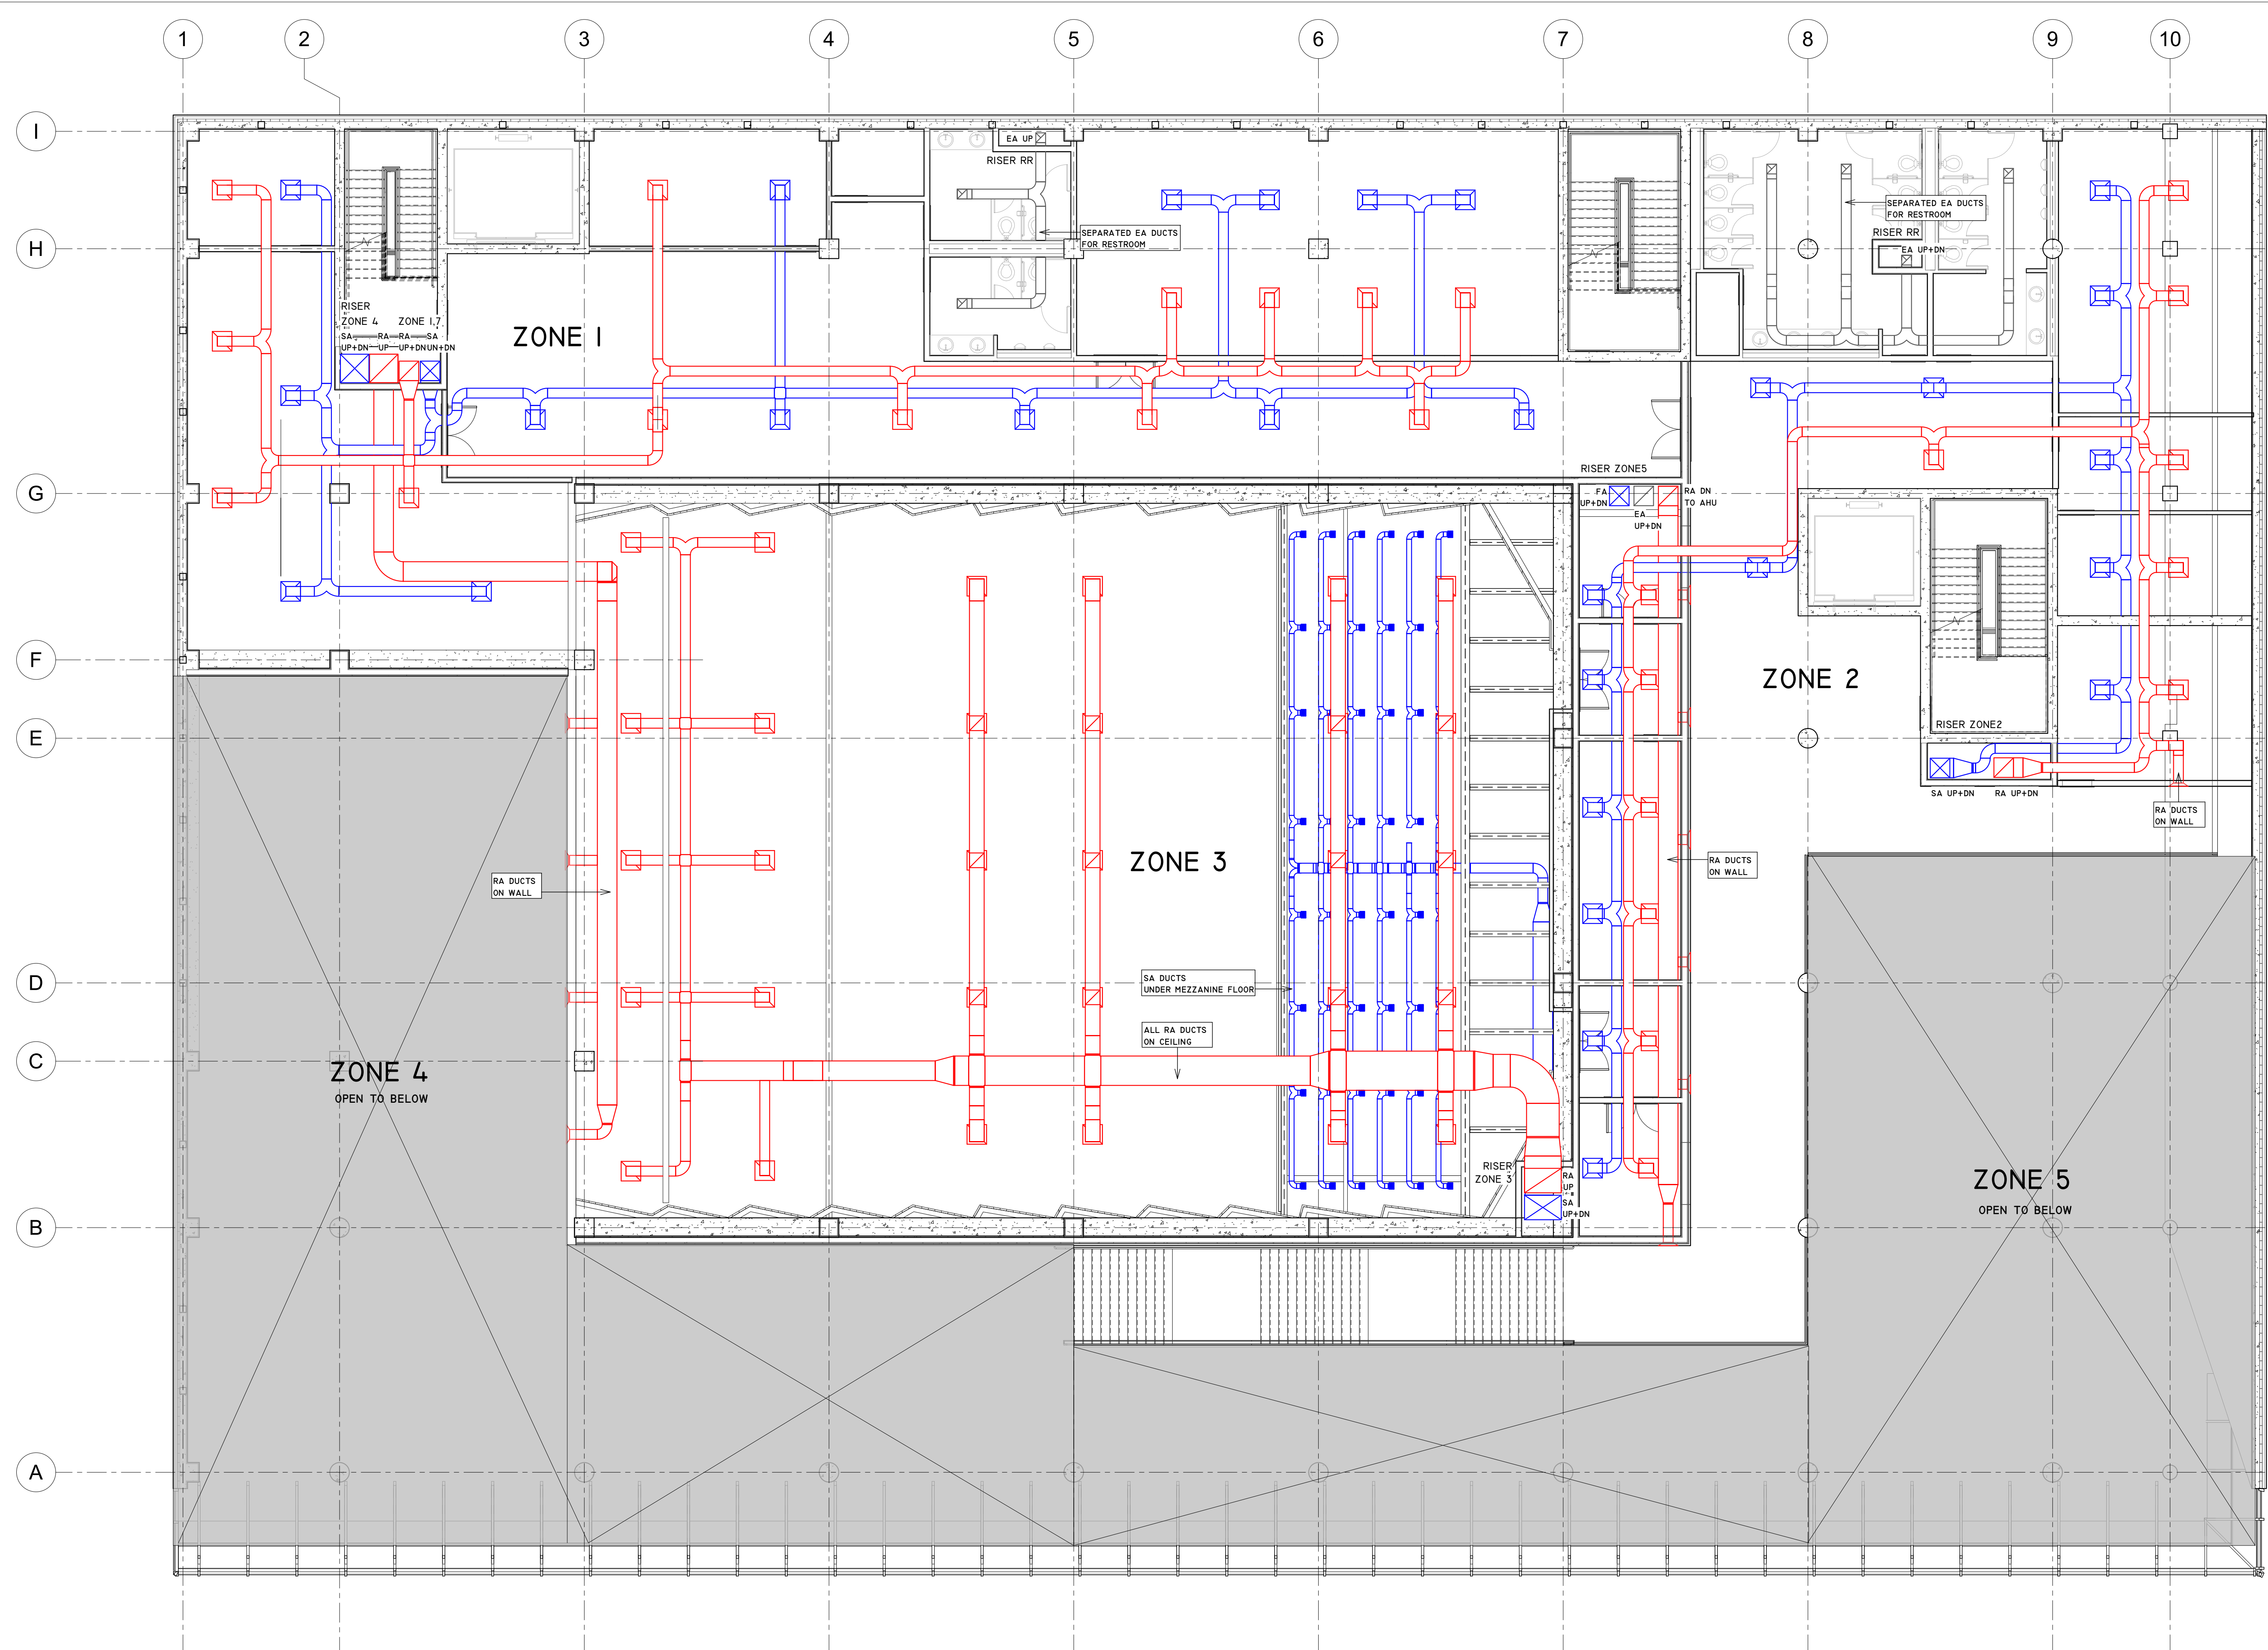 1 2 3 4 5 6 7 8 9 10
I
EA UP
RISER RR
SEPARATED EA DUCTS
FOR RESTROOM
SEPARATED EA DUCTS
FOR RESTROOM
RISER RR
EA UP+DN
H
RISER
ZONE 4 ZONE 1,7
SA RA RA SA
UP+DN UP UP+DN UN+DN
ZONE 1
G
RISER ZONE5
FA
UP+DN
EA
UP+DN
RA DN
TO AHU
F
ZONE 2
E
RISER ZONE2
SA UP+DN RA UP+DN
RA DUCTS
ON WALL
ZONE 3
RA DUCTS
ON WALL
RA DUCTS
ON WALL
D
SA DUCTS
UNDER MEZZANINE FLOOR
ALL RA DUCTS
ON CEILING
C
ZONE 4
OPEN TO BELOW
RISER
ZONE 3
RA
UP
SA
UP+DN
ZONE 5
OPEN TO BELOW
B
A